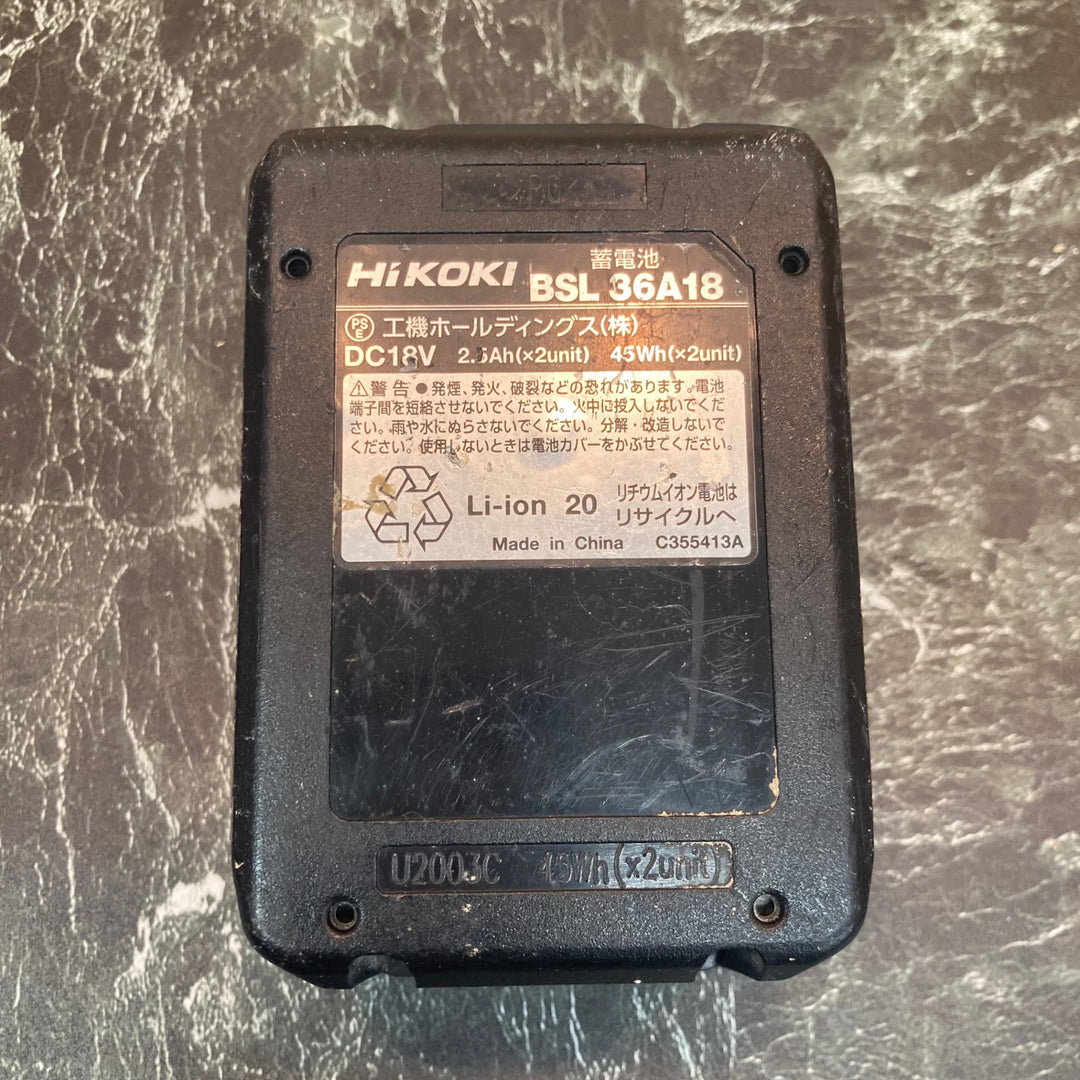 HiKOKI
蓄電池
BSL 36A18
PSE 工機ホールディングス(株)
DC18V 2.5Ah(×2unit) 45Wh(×2unit)
⚠警告 ●発煙、発火、破裂などの恐れがあります。電池
端子間を短絡させないでください。火中に投入しないでくだ
さい。雨や水にぬらさないでください。分解・改造しないで
ください。使用しないときは電池カバーをかぶせてください。
Li-ion 20
リチウムイオン電池は
リサイクルへ
Made in China C355413A
U2003C 45Wh(x2unit)